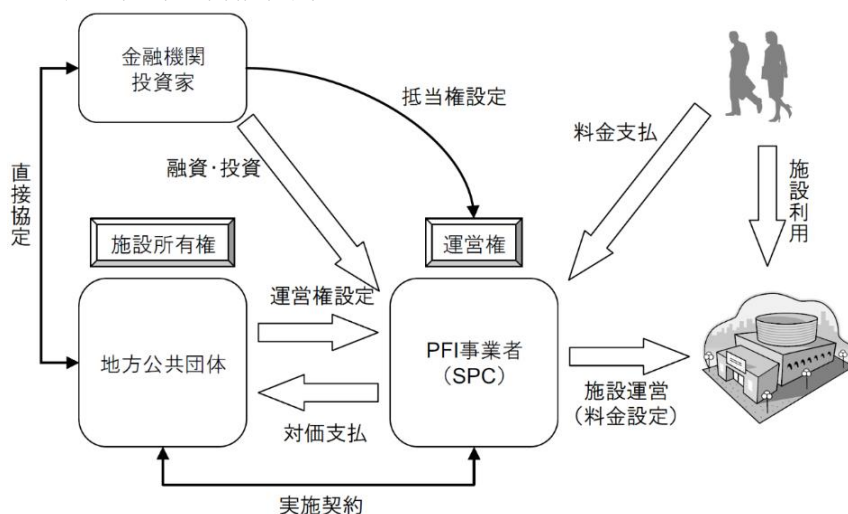 金融機関
投資家
抵当権設定
料金支払
直接協定
融資・投資
施設利用
施設所有権
運営権
運営権設定
地方公共団体
PFI事業者
（SPC）
施設運営
（料金設定）
対価支払
実施契約